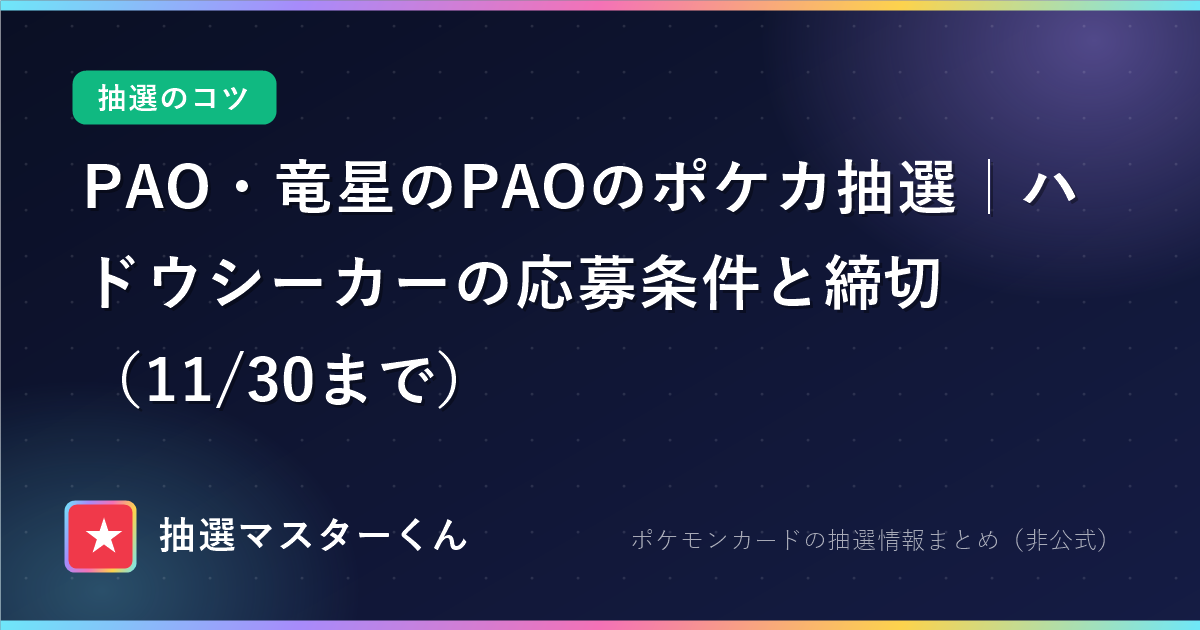 抽選のコツ
PAO・竜星のPAOのポケカ抽選｜ハ
ドウシーカーの応募条件と締切
（11/30まで）
抽選マスターくん
ポケモンカードの抽選情報まとめ（非公式）